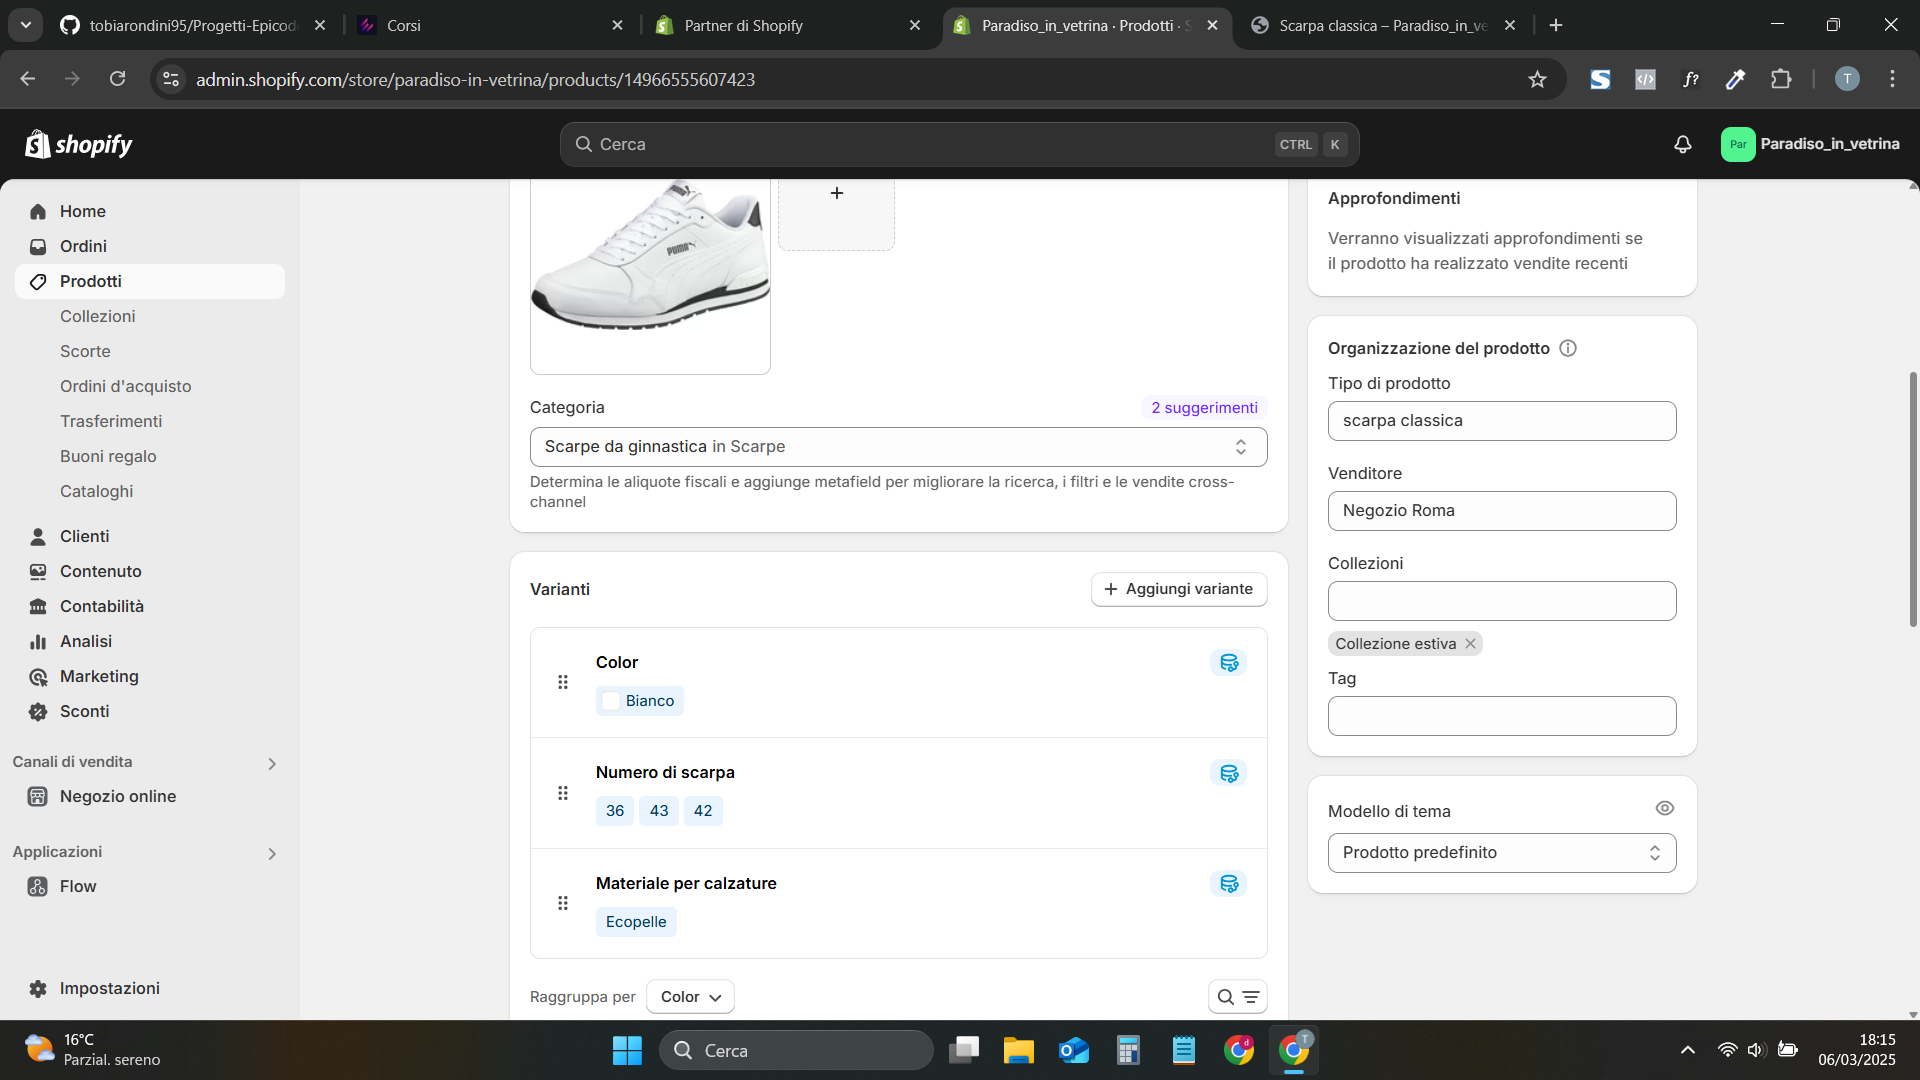 tobiarondini95/Progetti-Epicod
Corsi
Partner di Shopify
Paradiso_in_vetrina · Prodotti · S
Scarpa classica – Paradiso_in_ve
admin.shopify.com/store/paradiso-in-vetrina/products/14966555607423
f?
T
shopify
Cerca
CTRL K
Par
Paradiso_in_vetrina
Home
Ordini
Prodotti
Collezioni
Scorte
Ordini d'acquisto
Trasferimenti
Buoni regalo
Cataloghi
Clienti
Contenuto
Contabilità
Analisi
Marketing
Sconti
Canali di vendita
Negozio online
Applicazioni
Flow
Impostazioni
PUMA
Categoria
2 suggerimenti
Scarpe da ginnastica in Scarpe
Determina le aliquote fiscali e aggiunge metafield per migliorare la ricerca, i filtri e le vendite cross-
channel
Varianti
Aggiungi variante
Color
Bianco
Numero di scarpa
36 43 42
Materiale per calzature
Ecopelle
Raggruppa per
Color
Approfondimenti
Verranno visualizzati approfondimenti se
il prodotto ha realizzato vendite recenti
Organizzazione del prodotto
Tipo di prodotto
scarpa classica
Venditore
Negozio Roma
Collezioni
Collezione estiva
Tag
Modello di tema
Prodotto predefinito
16°C
Parzial. sereno
Cerca
18:15
06/03/2025